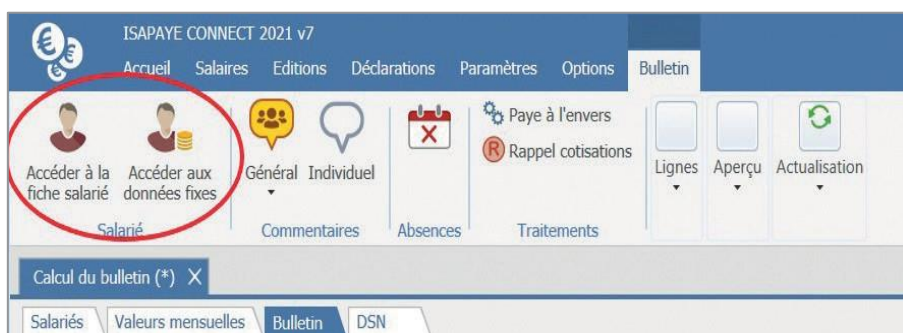 ISAPAYE CONNECT 2021 v7
Accueil Salaires Editions Déclarations Paramètres Options Bulletin
Accéder à la fiche salarié
Accéder aux données fixes
Général Individuel
Paye à l'envers
R Rappel cotisations
Lignes Aperçu Actualisation
Salarié Commentaires Absences Traitements
Calcul du bulletin (*) X
Salariés Valeurs mensuelles Bulletin DSN